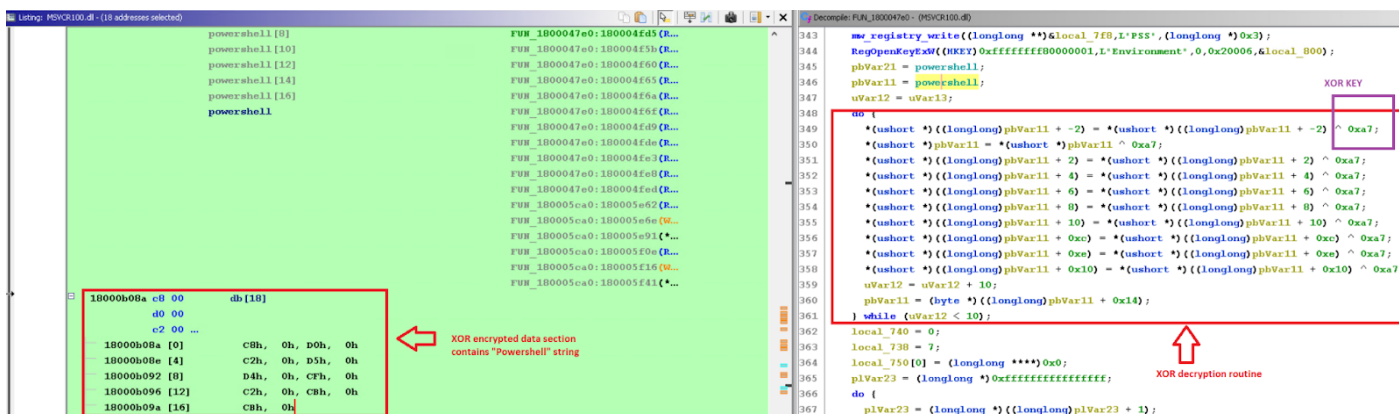 Listing: MSVCR100.dl - (18 addresses selected)
powershell[8] FUN_1800047e0:180004fd5(R...
powershell[10] FUN_1800047e0:180004f5b(R...
powershell[12] FUN_1800047e0:180004f60(R...
powershell[14] FUN_1800047e0:180004f65(R...
powershell[16] FUN_1800047e0:180004f6a(R...
powershell FUN_1800047e0:180004f6f(R...
FUN_1800047e0:180004fd9(R...
FUN_1800047e0:180004fde(R...
FUN_1800047e0:180004fe3(R...
FUN_1800047e0:180004fe8(R...
FUN_1800047e0:180004fed(R...
FUN_180005ca0:180005e62(R...
FUN_180005ca0:180005e6e(W...
FUN_180005ca0:180005e91(*...
FUN_180005ca0:180005f0e(R...
FUN_180005ca0:180005f16(W...
FUN_180005ca0:180005f41(*...
18000b08a c8 00 db[18]
d0 00
c2 00 ...
18000b08a [0] C8h, 0h, D0h, 0h
18000b08e [4] C2h, 0h, D5h, 0h
18000b092 [8] D4h, 0h, CFh, 0h
18000b096 [12] C2h, 0h, CBh, 0h
18000b09a [16] CBh, 0h
XOR encrypted data section
contains "Powershell" string
Decompile: FUN_1800047e0 - (MSVCR100.dl)
343 mw_registry_write((longlong **)&local_7f8,L"PSS",(longlong *)0x3);
344 RegOpenKeyExW((HKEY)0xffffffff80000001,L"Environment",0,0x20006,&local_800);
345 pbVar21 = powershell;
346 pbVar11 = powershell;
347 uVar12 = uVar13;
XOR KEY
348 do {
349 *(ushort *)((longlong)pbVar11 + -2) = *(ushort *)((longlong)pbVar11 + -2) ^ 0xa7;
350 *(ushort *)pbVar11 = *(ushort *)pbVar11 ^ 0xa7;
351 *(ushort *)((longlong)pbVar11 + 2) = *(ushort *)((longlong)pbVar11 + 2) ^ 0xa7;
352 *(ushort *)((longlong)pbVar11 + 4) = *(ushort *)((longlong)pbVar11 + 4) ^ 0xa7;
353 *(ushort *)((longlong)pbVar11 + 6) = *(ushort *)((longlong)pbVar11 + 6) ^ 0xa7;
354 *(ushort *)((longlong)pbVar11 + 8) = *(ushort *)((longlong)pbVar11 + 8) ^ 0xa7;
355 *(ushort *)((longlong)pbVar11 + 10) = *(ushort *)((longlong)pbVar11 + 10) ^ 0xa7;
356 *(ushort *)((longlong)pbVar11 + 0xc) = *(ushort *)((longlong)pbVar11 + 0xc) ^ 0xa7;
357 *(ushort *)((longlong)pbVar11 + 0xe) = *(ushort *)((longlong)pbVar11 + 0xe) ^ 0xa7;
358 *(ushort *)((longlong)pbVar11 + 0x10) = *(ushort *)((longlong)pbVar11 + 0x10) ^ 0xa7
359 uVar12 = uVar12 + 10;
360 pbVar11 = (byte *)((longlong)pbVar11 + 0x14);
361 } while (uVar12 < 10);
362 local_740 = 0;
363 local_738 = 7;
364 local_750[0] = (longlong ****)0x0;
365 plVar23 = (longlong *)0xffffffffffffffff;
366 do {
367 plVar23 = (longlong *)((longlong)plVar23 + 1);
XOR decryption routine